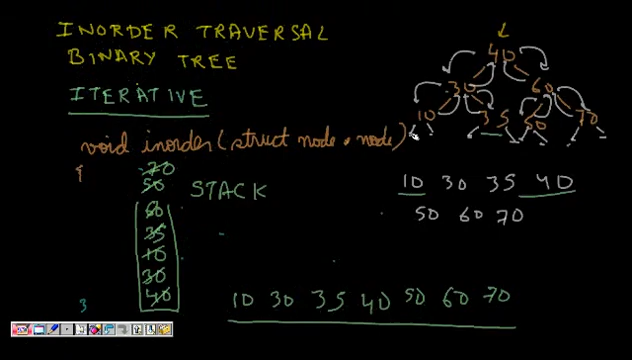 INORDER TRAVERSAL
BINARY TREE
ITERATIVE
40
30 60
10 35 50 70
void inorder(struct node * node)
{
70
50
60
35
10
30
40
STACK
10 30 35 40
50 60 70
10 30 35 40 50 60 70
}